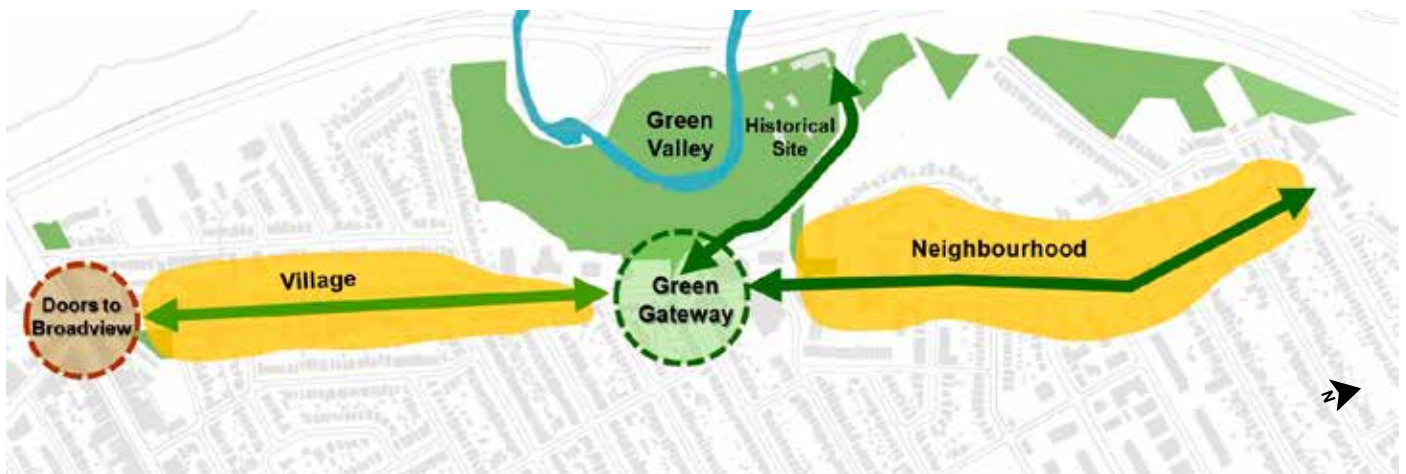 Green
Valley
Historical
Site
Neighbourhood
Village
Green
Gateway
Doors to
Broadview
N